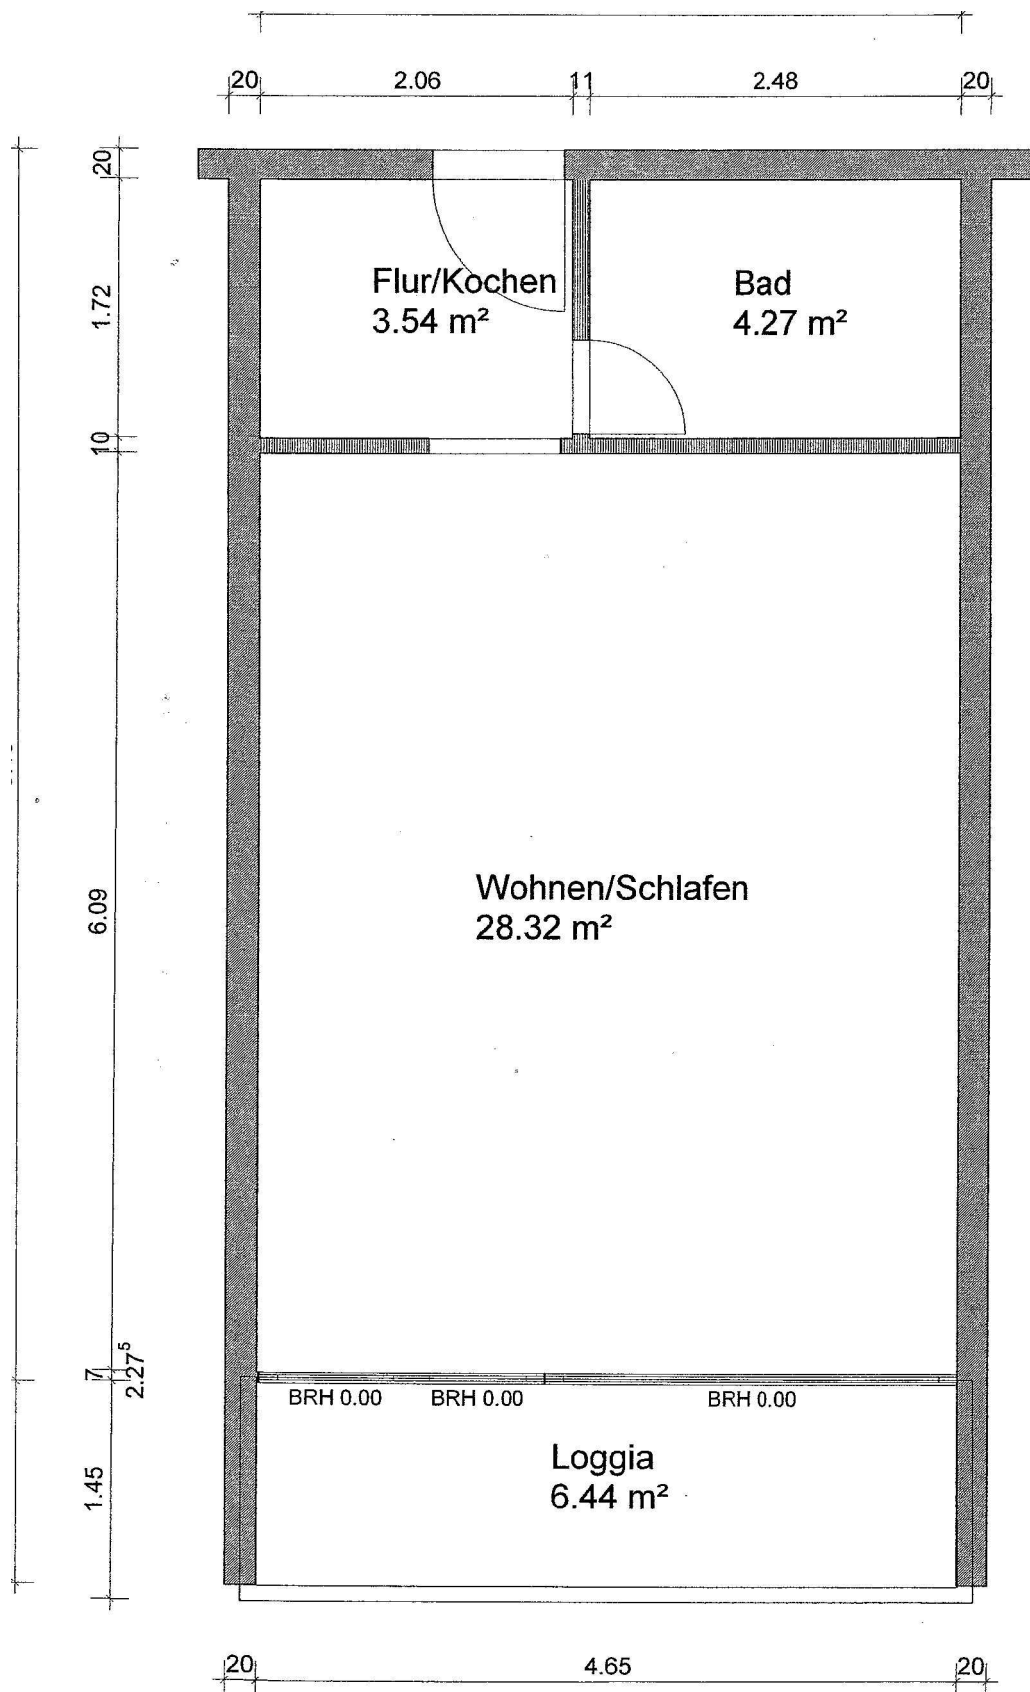 20 2.06 11 2.48 20
20
1.72
10
6.09
7
2.27⁵
1.45
Flur/Kochen
3.54 m²
Bad
4.27 m²
Wohnen/Schlafen
28.32 m²
BRH 0.00 BRH 0.00 BRH 0.00
Loggia
6.44 m²
20 4.65 20